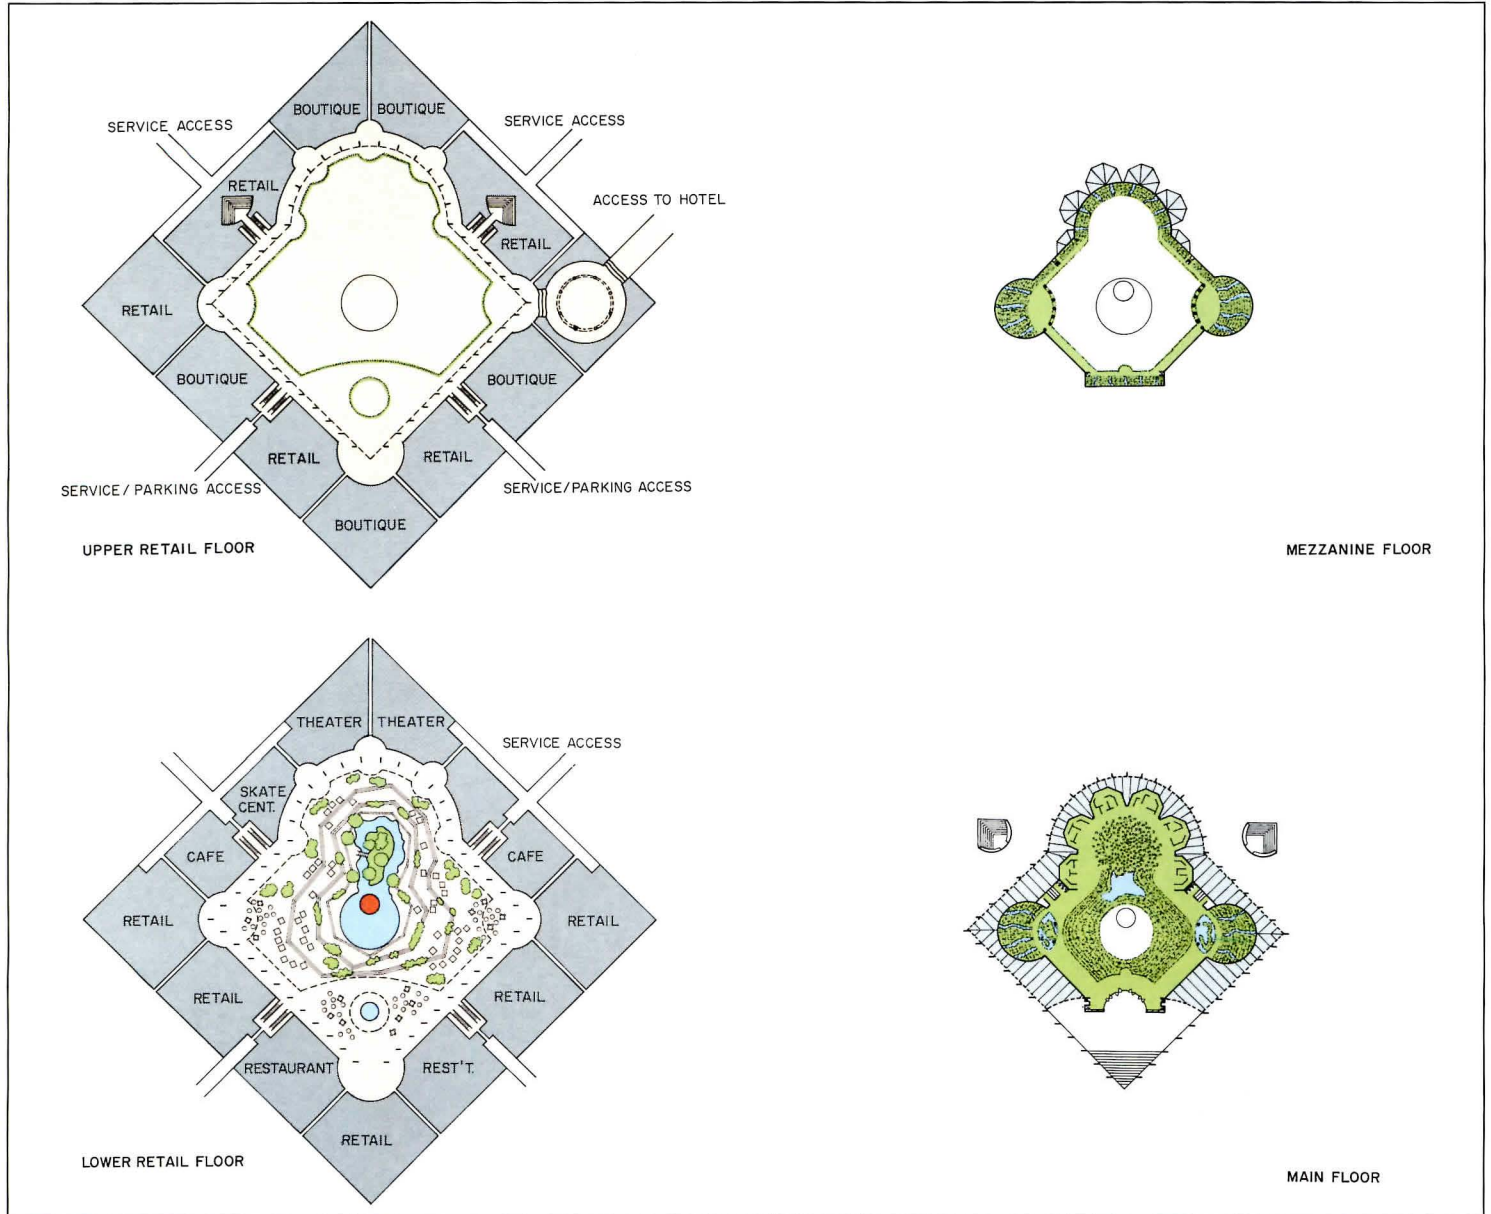 BOUTIQUE BOUTIQUE
SERVICE ACCESS
SERVICE ACCESS
RETAIL
ACCESS TO HOTEL
RETAIL
RETAIL
BOUTIQUE
BOUTIQUE
RETAIL
RETAIL
SERVICE / PARKING ACCESS
SERVICE/PARKING ACCESS
BOUTIQUE
UPPER RETAIL FLOOR
MEZZANINE FLOOR
THEATER THEATER
SERVICE ACCESS
SKATE
CENT.
CAFE
CAFE
RETAIL
RETAIL
RETAIL
RETAIL
RESTAURANT
REST'T.
RETAIL
LOWER RETAIL FLOOR
MAIN FLOOR